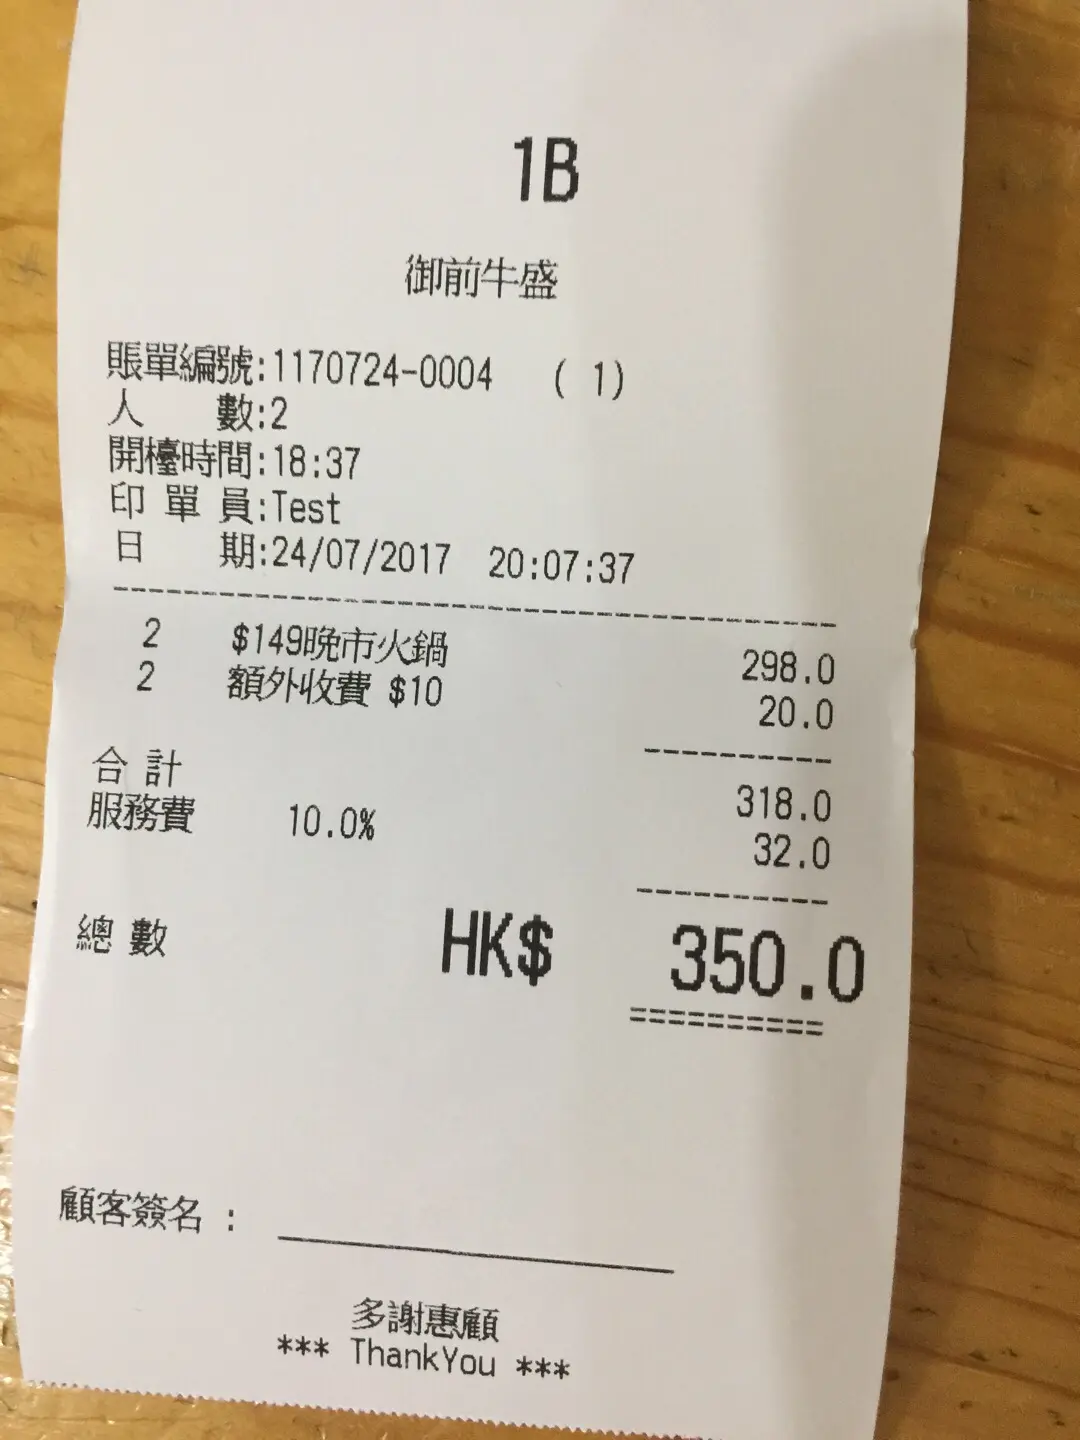 1B
御前牛盛
賬單編號:1170724-0004 ( 1)
人 數:2
開檯時間:18:37
印 單 員:Test
日 期:24/07/2017 20:07:37
2 $149晚市火鍋 298.0
2 額外收費 $10 20.0
合 計 318.0
服務費 10.0% 32.0
總 數 HK$ 350.0
顧客簽名 :
多謝惠顧
*** ThankYou ***